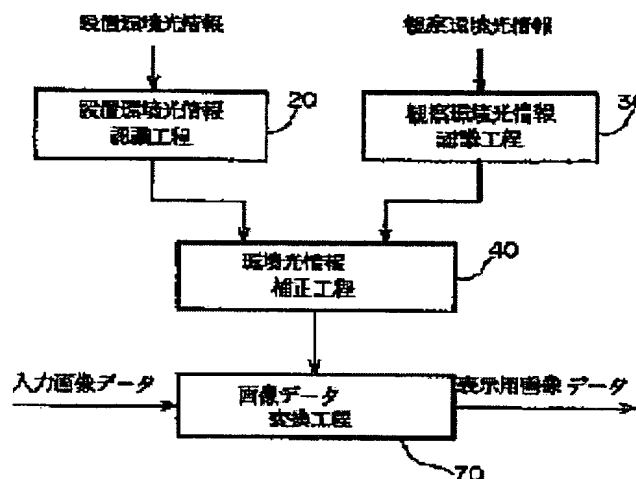 設置環境光情報
観察環境光情報
設置環境光情報
認識工程
20
観察環境光情報
認識工程
30
環境光情報
補正工程
40
入力画像データ
画像データ
変換工程
表示用画像データ
70